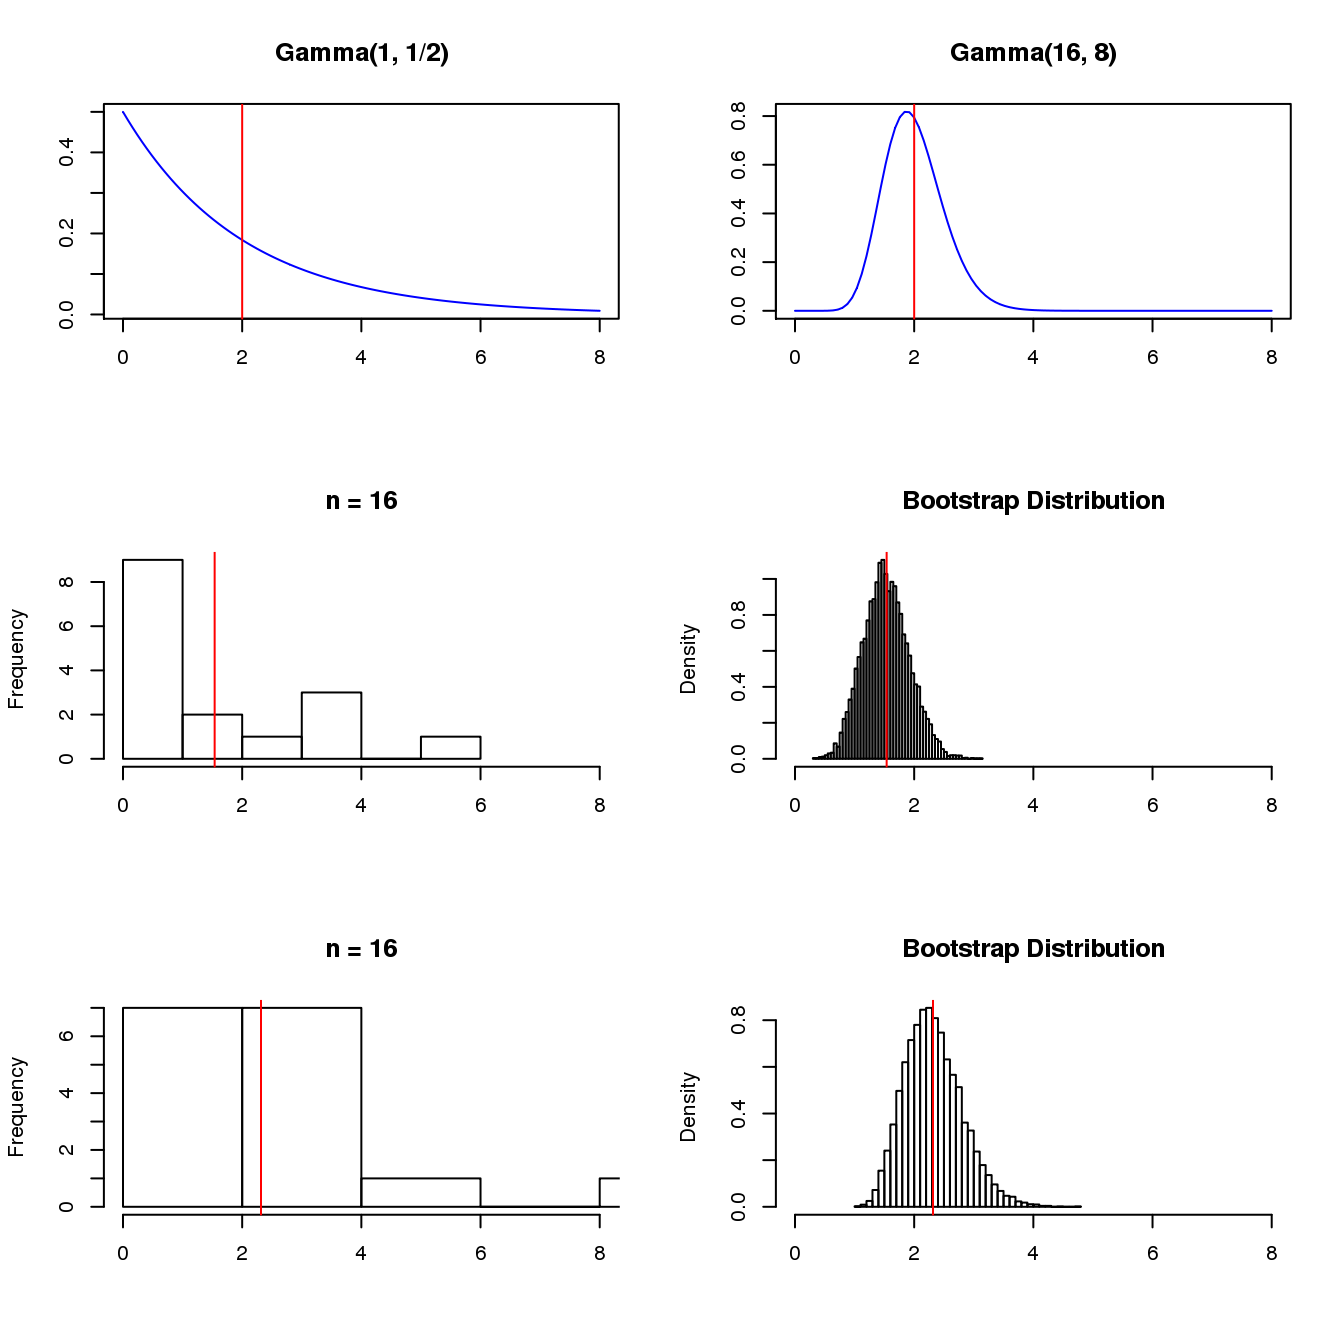 Gamma(1, 1/2)
0.0 0.2 0.4
0 2 4 6 8
Gamma(16, 8)
0.0 0.2 0.4 0.6 0.8
0 2 4 6 8
n = 16
Frequency
0 2 4 6 8
0 2 4 6 8
Bootstrap Distribution
Density
0.0 0.4 0.8
0 2 4 6 8
n = 16
Frequency
0 2 4 6
0 2 4 6 8
Bootstrap Distribution
Density
0.0 0.4 0.8
0 2 4 6 8